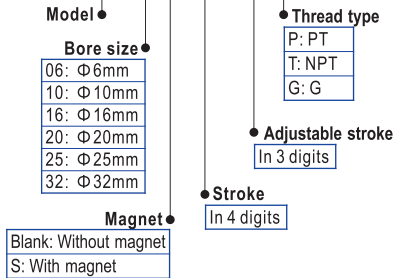 Model
Thread type
P: PT
T: NPT
G: G
Bore size
06: Φ6mm
10: Φ10mm
16: Φ16mm
20: Φ20mm
25: Φ25mm
32: Φ32mm
Adjustable stroke
In 3 digits
Stroke
In 4 digits
Magnet
Blank: Without magnet
S: With magnet